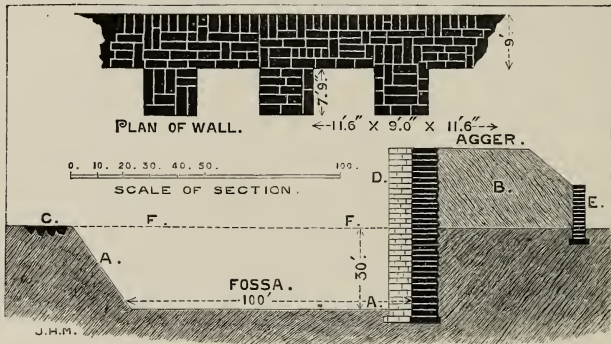 9'
7'.9"
PLAN OF WALL.
11'.6" X 9'.0" X 11'.6"
AGGER.
0. 10. 20. 30. 40. 50. 100.
SCALE OF SECTION.
D.
B.
E.
C.
F.
F.
A.
30'.
FOSSA.
100'
A.
J.H.M.